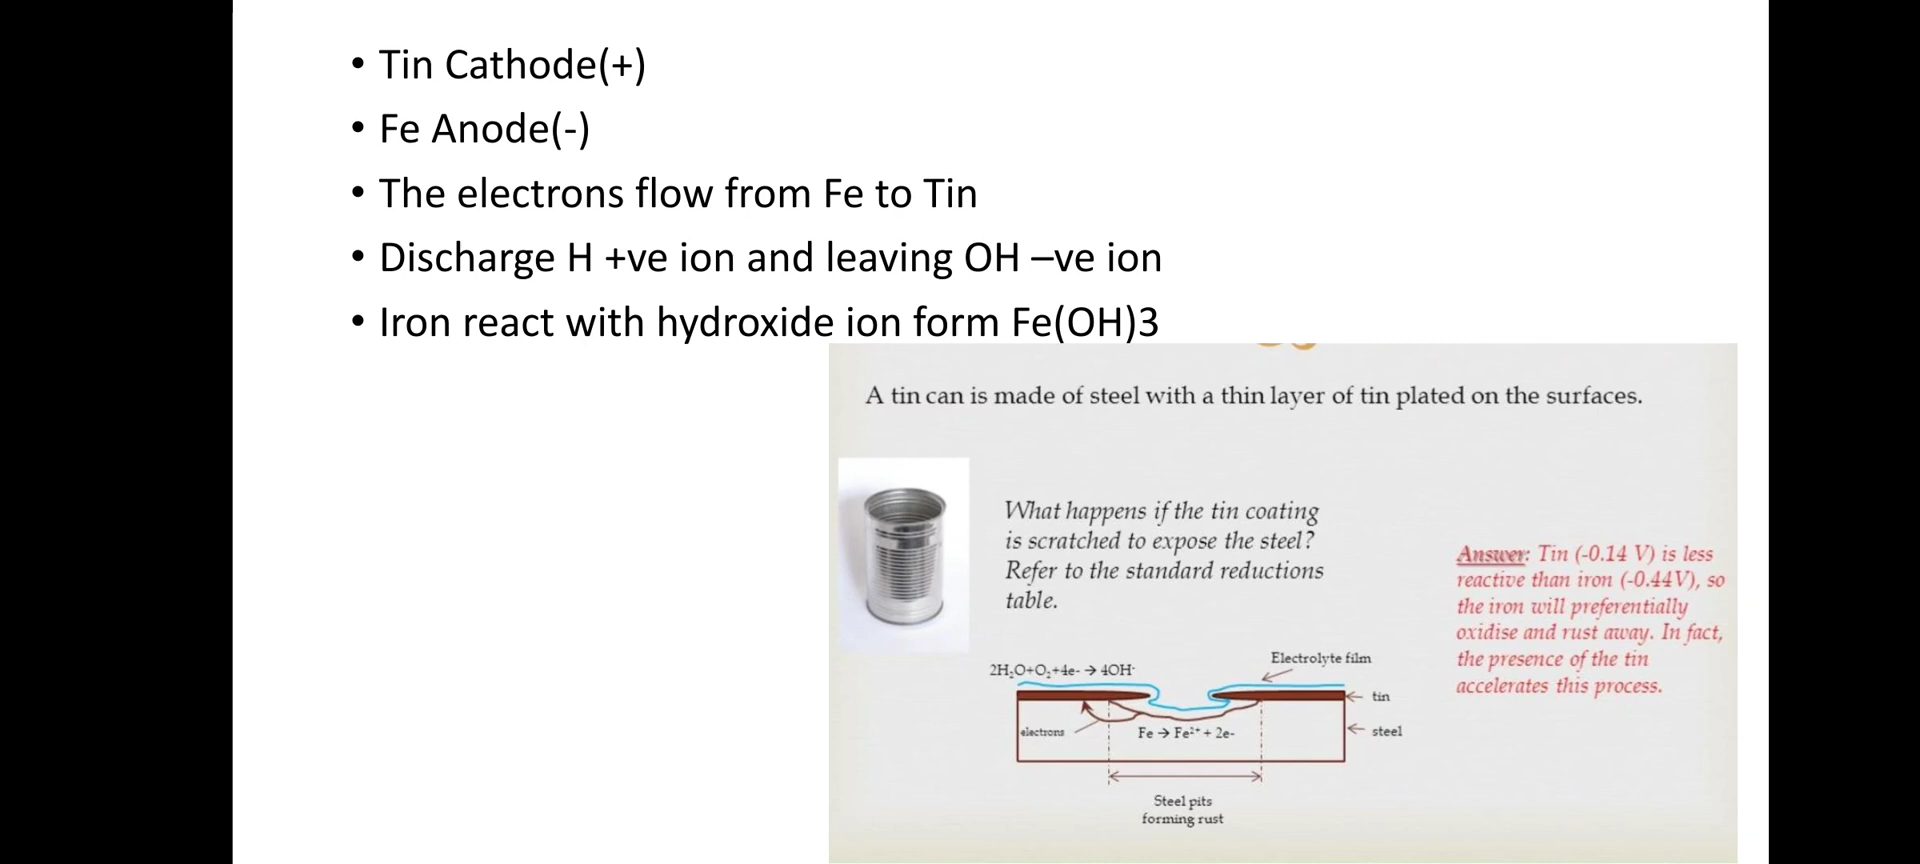 • Tin Cathode(+)
• Fe Anode(-)
• The electrons flow from Fe to Tin
• Discharge H +ve ion and leaving OH –ve ion
• Iron react with hydroxide ion form Fe(OH)3
A tin can is made of steel with a thin layer of tin plated on the surfaces.
What happens if the tin coating
is scratched to expose the steel?
Refer to the standard reductions
table.
Answer: Tin (-0.14 V) is less
reactive than iron (-0.44V), so
the iron will preferentially
oxidise and rust away. In fact,
the presence of the tin
accelerates this process.
2H₂O+O₂+4e- → 4OH-
Electrolyte film
tin
electrons
Fe → Fe²⁺ + 2e-
steel
Steel pits
forming rust